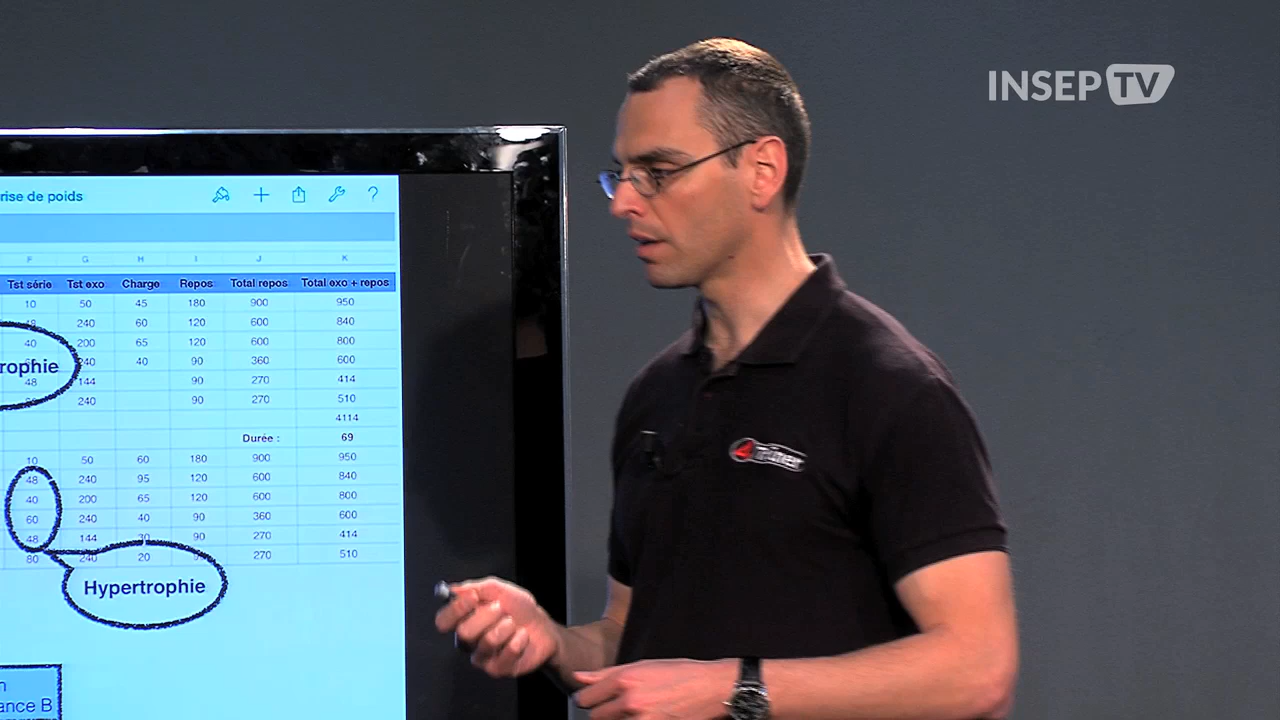 INSEP TV
rise de poids
?
F G H I J K
Tst série Tst exo Charge Repos Total repos Total exo + repos
10 50 45 180 900 950
240 60 120 600 840
40 200 65 120 600 800
240 40 90 360 600
rophie
48 144 90 270 414
240 90 270 510
4114
Durée : 69
10 50 60 180 900 950
48 240 95 120 600 840
40 200 65 120 600 800
60 240 40 90 360 600
48 144 30 90 270 414
80 240 20 270 510
Hypertrophie
n
ance B